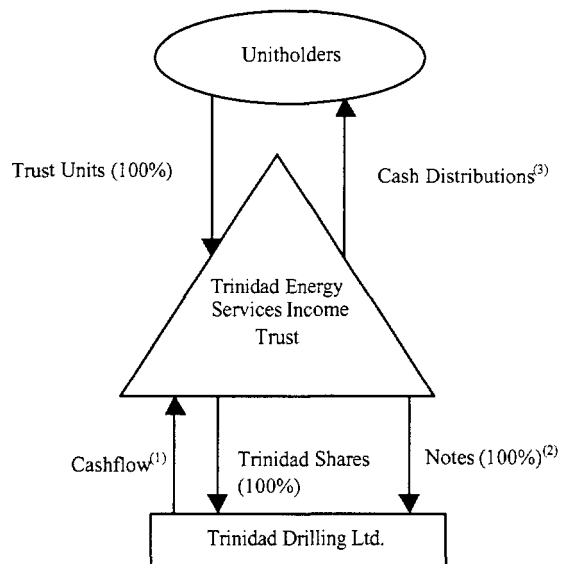 Unitholders
Trust Units (100%)
Cash Distributions(3)
Trinidad Energy
Services Income
Trust
Cashflow(1)
Trinidad Shares
(100%)
Notes (100%)(2)
Trinidad Drilling Ltd.